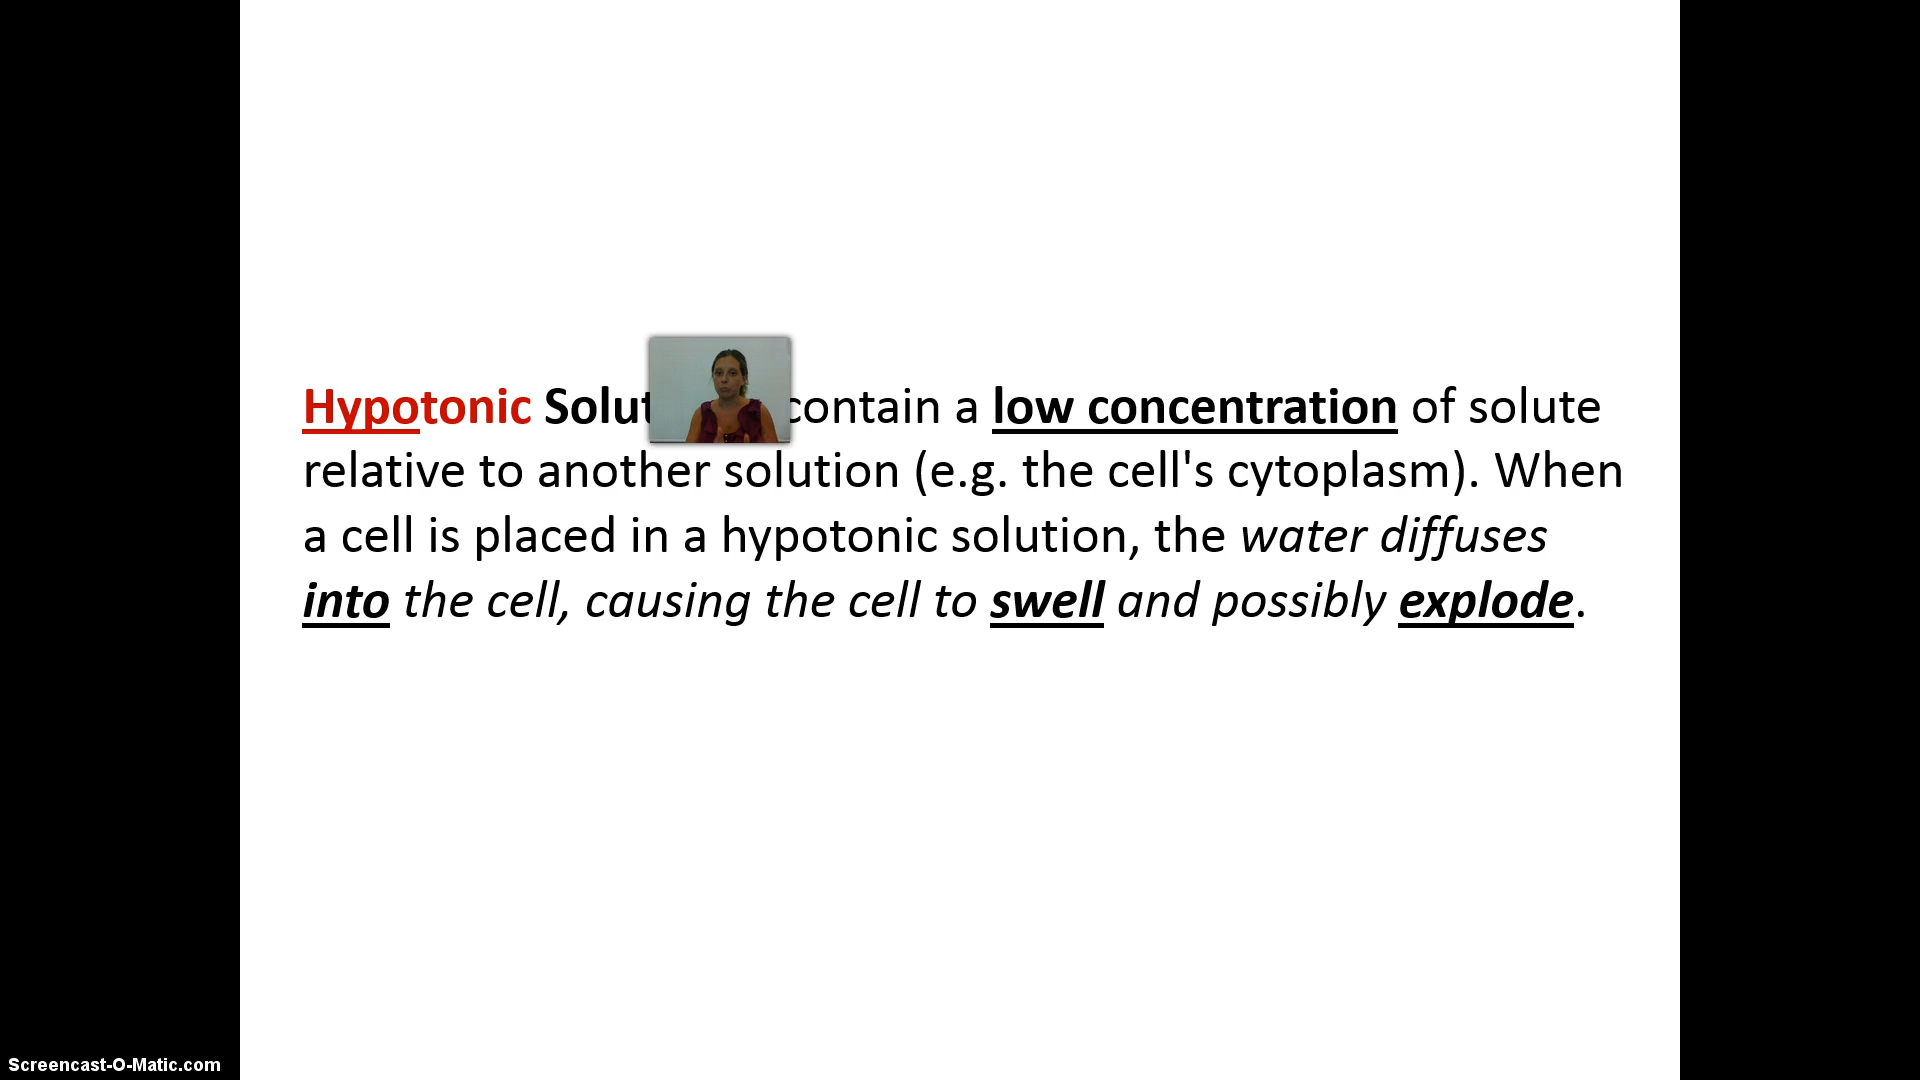 Hypotonic Solut contain a low concentration of solute
relative to another solution (e.g. the cell's cytoplasm). When
a cell is placed in a hypotonic solution, the water diffuses
into the cell, causing the cell to swell and possibly explode.
Screencast-O-Matic.com